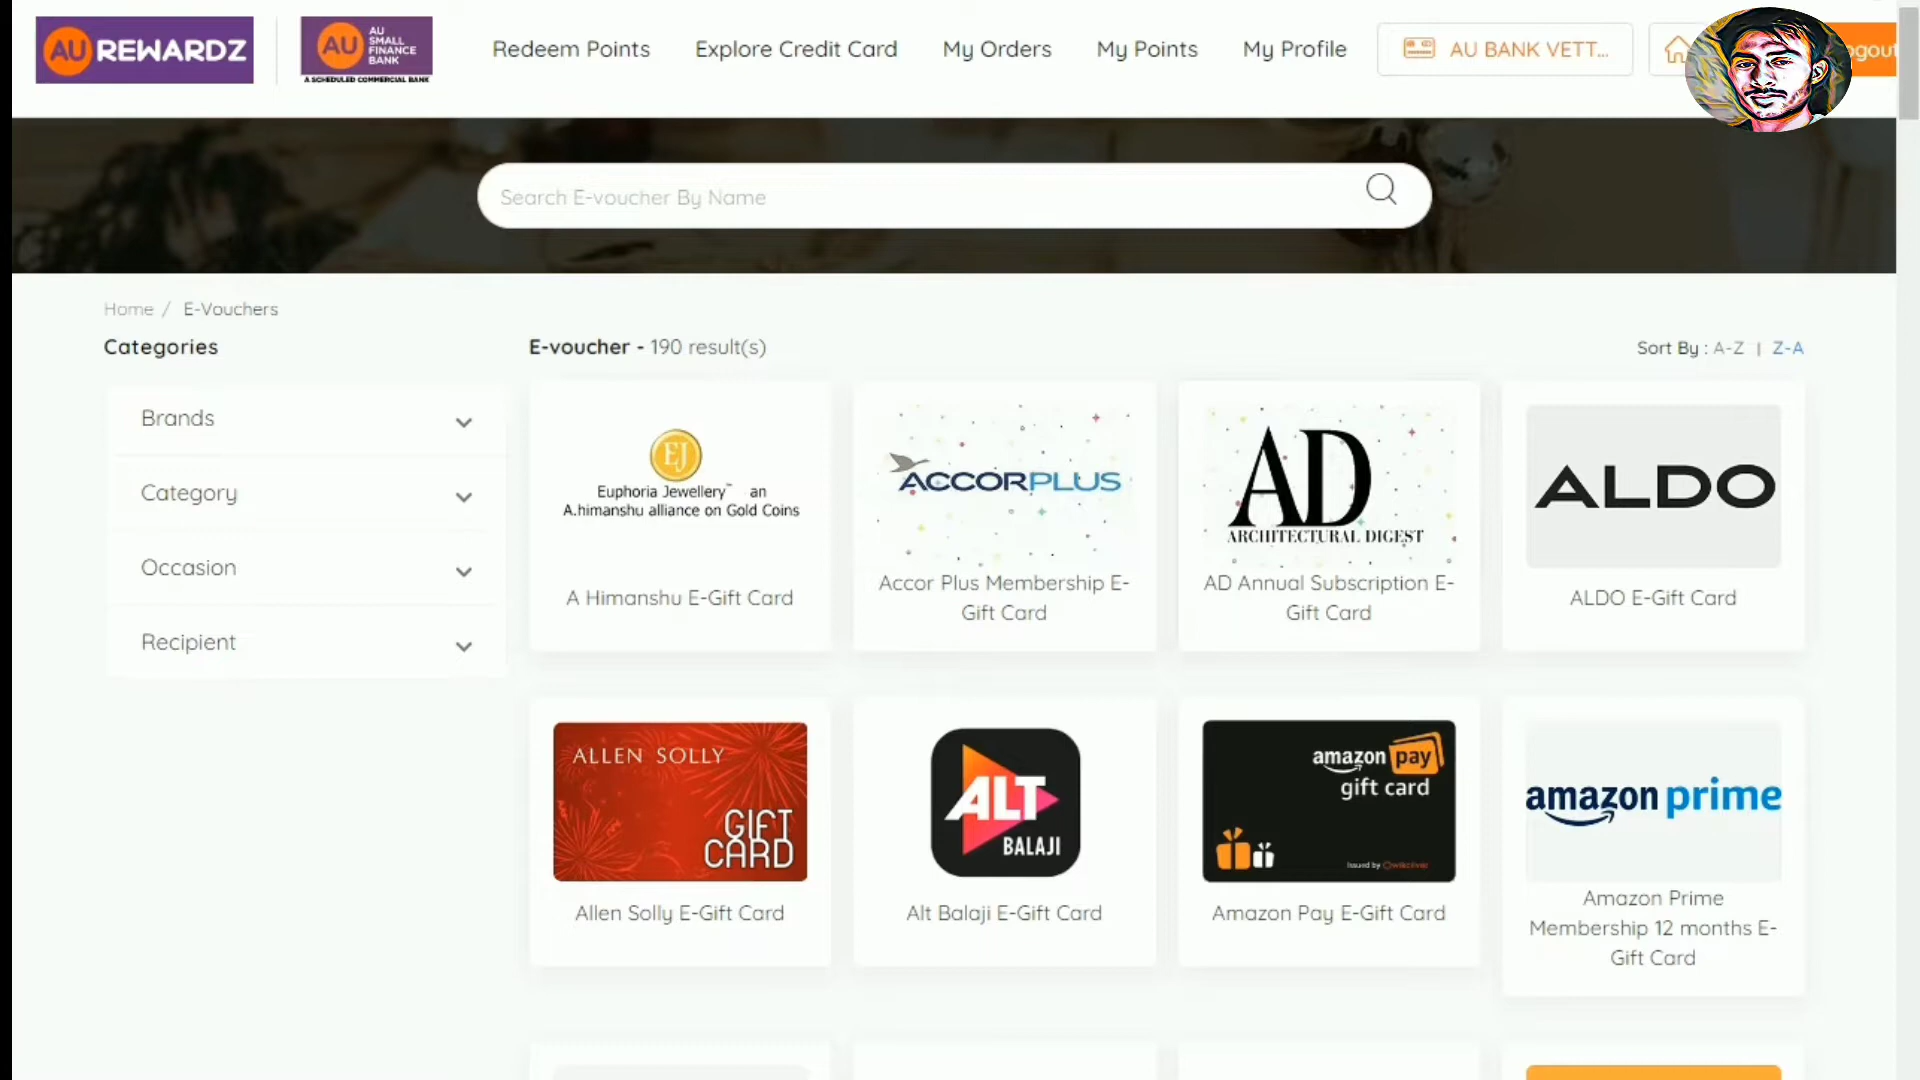 AU REWARDZ
AU SMALL FINANCE BANK
A SCHEDULED COMMERCIAL BANK
Redeem Points
Explore Credit Card
My Orders
My Points
My Profile
AU BANK VETT...
ogout
Search E-voucher By Name
Home / E-Vouchers
Categories
E-voucher - 190 result(s)
Sort By : A-Z | Z-A
Brands
Category
Occasion
Recipient
EJ
Euphoria Jewellery™ an
A.himanshu alliance on Gold Coins
A Himanshu E-Gift Card
ACCORPLUS
Accor Plus Membership E-
Gift Card
AD
ARCHITECTURAL DIGEST
AD Annual Subscription E-
Gift Card
ALDO
ALDO E-Gift Card
ALLEN SOLLY
GIFT
CARD
Allen Solly E-Gift Card
ALT
BALAJI
Alt Balaji E-Gift Card
amazon pay
gift card
Issued by Qwikcilver
Amazon Pay E-Gift Card
amazon prime
Amazon Prime
Membership 12 months E-
Gift Card